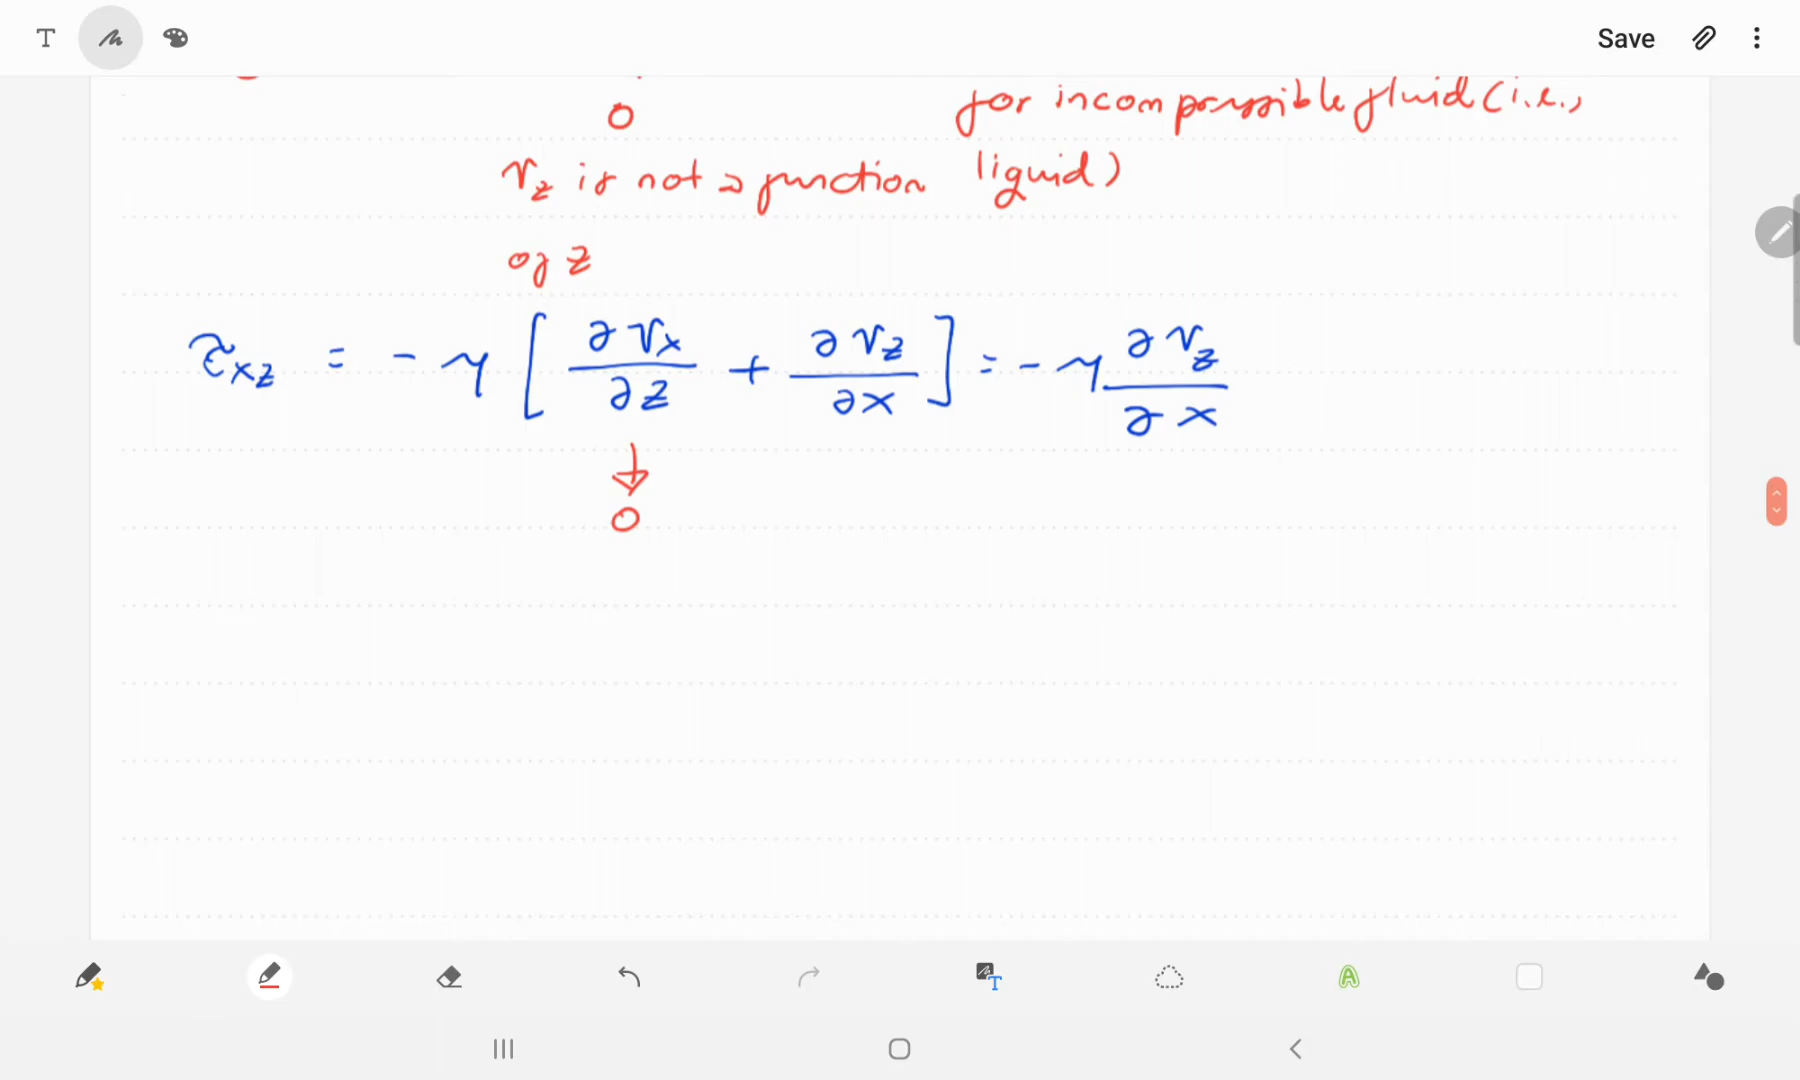 Save
0
for incompressible fluid (i.e.,
v_z is not a function
liquid)
of z
τ_xz = - η [ ∂v_x/∂z + ∂v_z/∂x ] = - η ∂v_z/∂x
↓
0